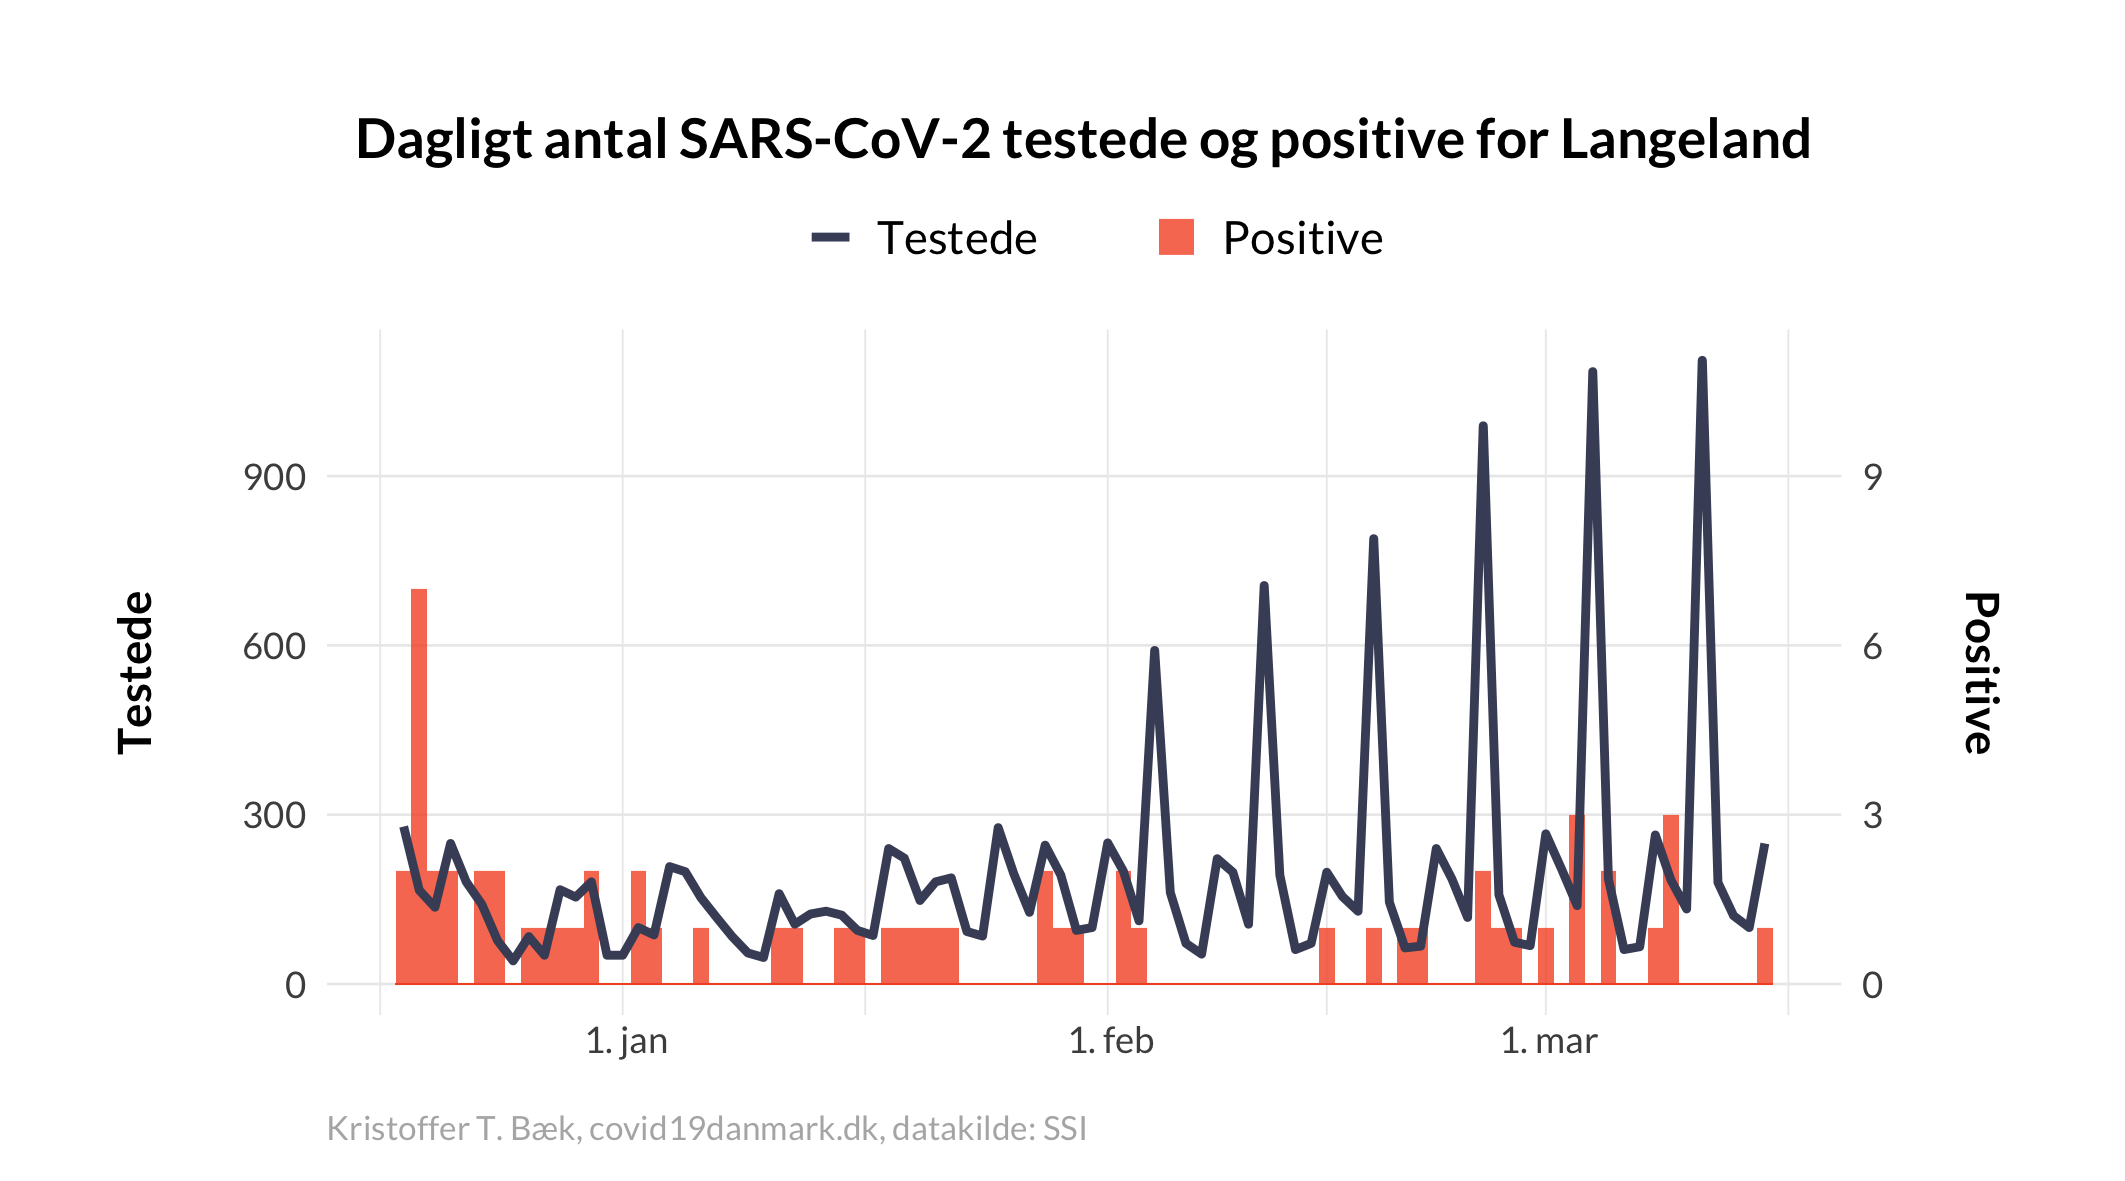 Dagligt antal SARS-CoV-2 testede og positive for Langeland
Testede Positive
900 9
600 6
300 3
0 0
Testede
Positive
1. jan 1. feb 1. mar
Kristoffer T. Bæk, covid19danmark.dk, datakilde: SSI